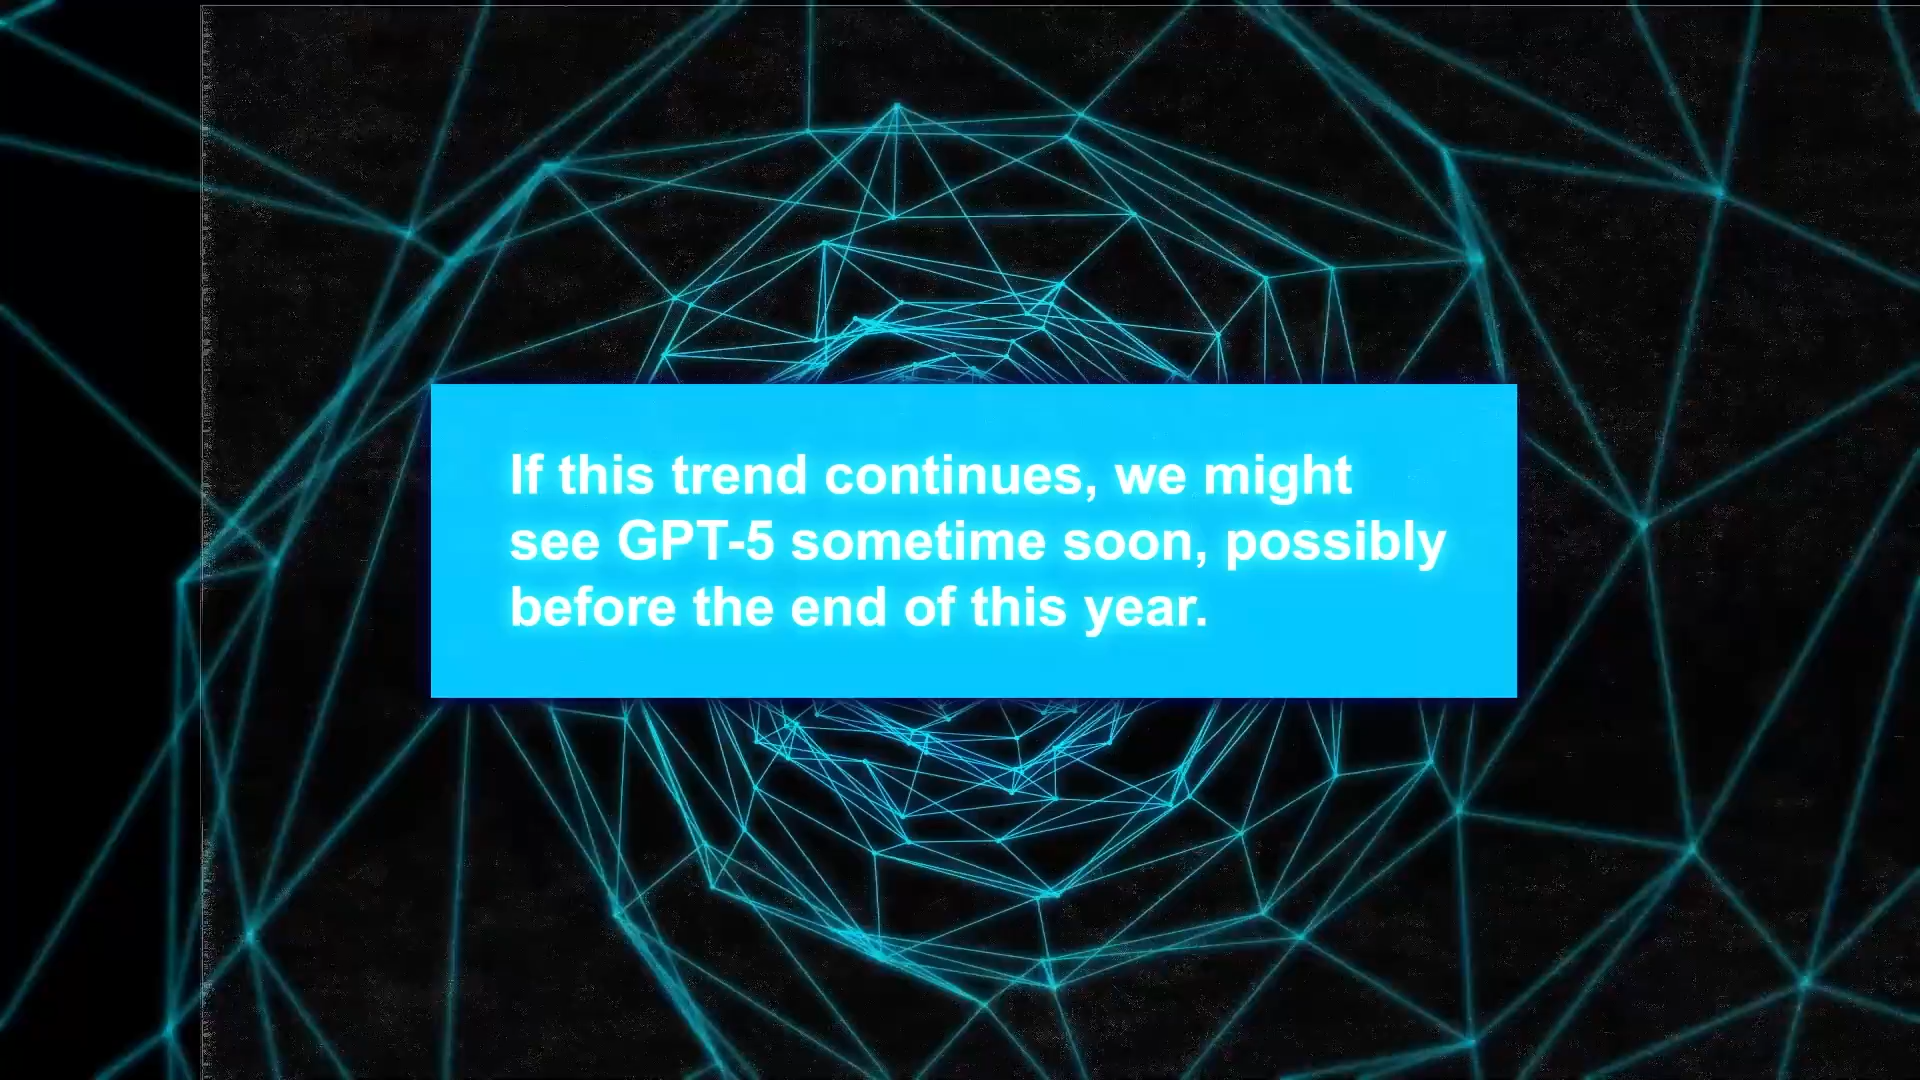 If this trend continues, we might
see GPT-5 sometime soon, possibly
before the end of this year.